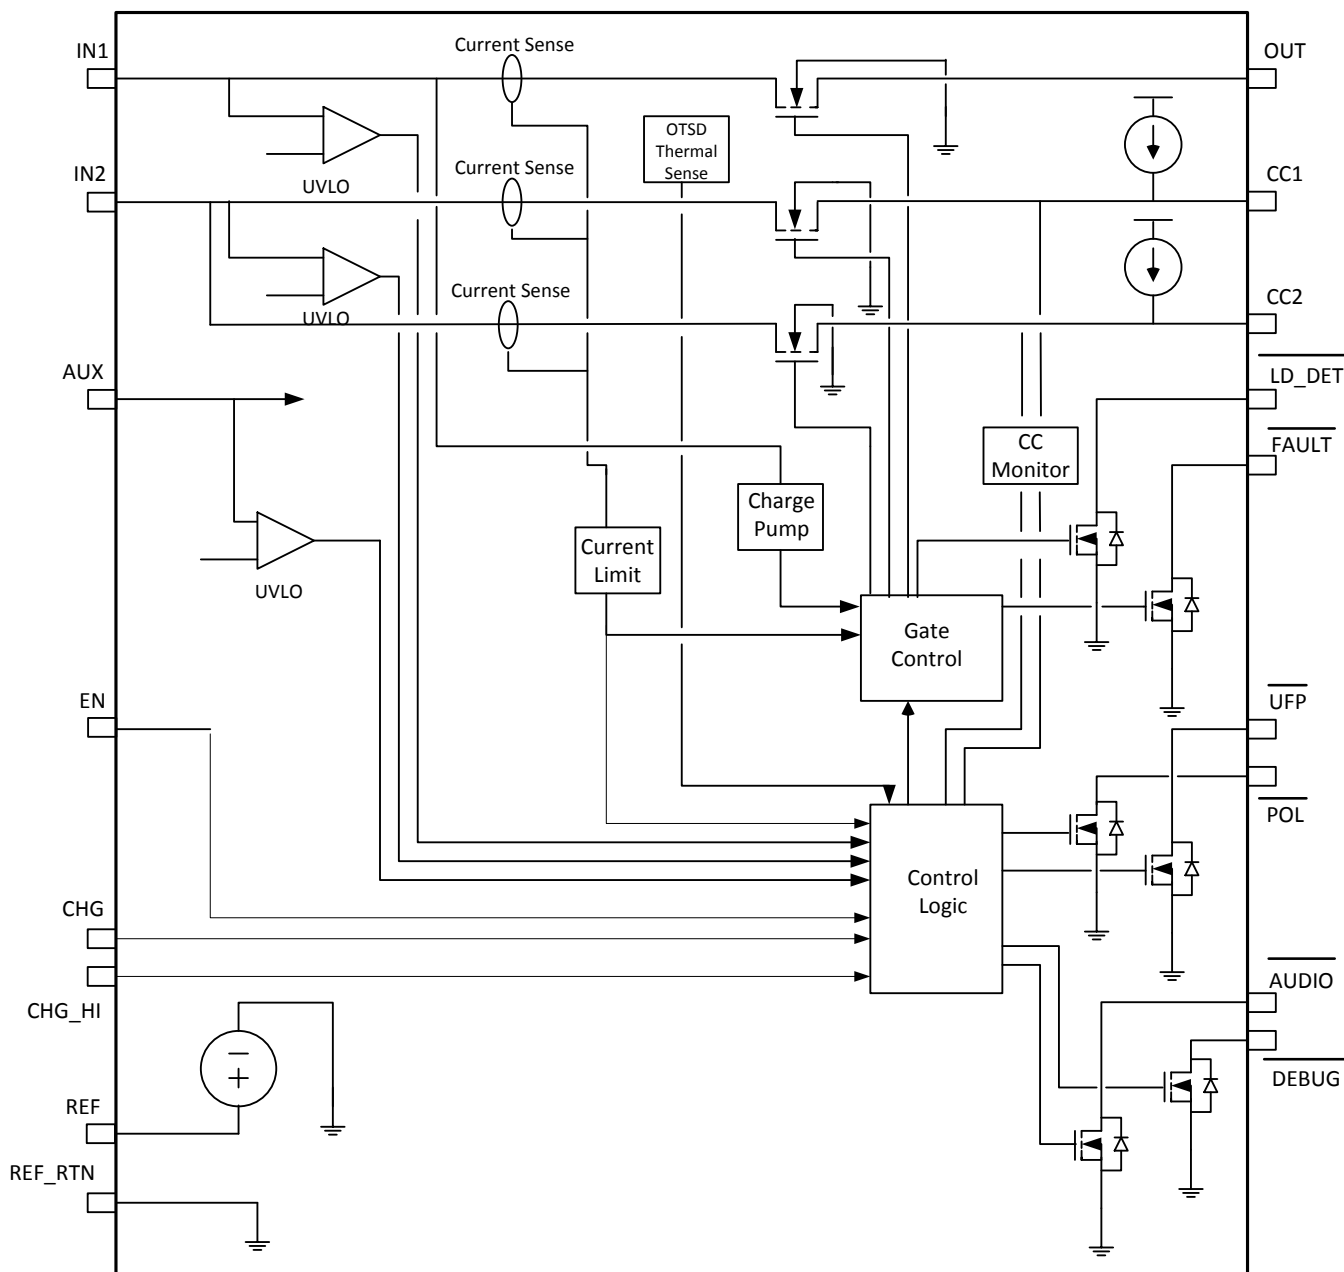 IN1
Current Sense
OUT
OTSD
Thermal
Sense
IN2
Current Sense
UVLO
CC1
Current Sense
UVLO
CC2
AUX
LD_DET
FAULT
CC
Monitor
Charge
Pump
Current
Limit
UVLO
Gate
Control
EN
UFP
POL
Control
Logic
CHG
AUDIO
CHG_HI
−
+
DEBUG
REF
REF_RTN